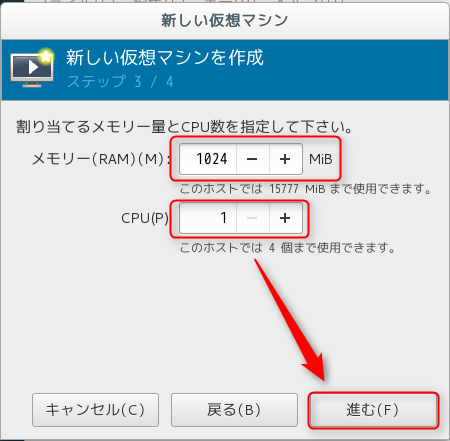 新しい仮想マシン
新しい仮想マシンを作成
ステップ 3 / 4
割り当てるメモリー量とCPU数を指定して下さい。
メモリー(RAM)(M): 1024 − + MiB
このホストでは 15777 MiB まで使用できます。
CPU(P) 1 − +
このホストでは 4 個まで使用できます。
キャンセル(C) 戻る(B) 進む(F)